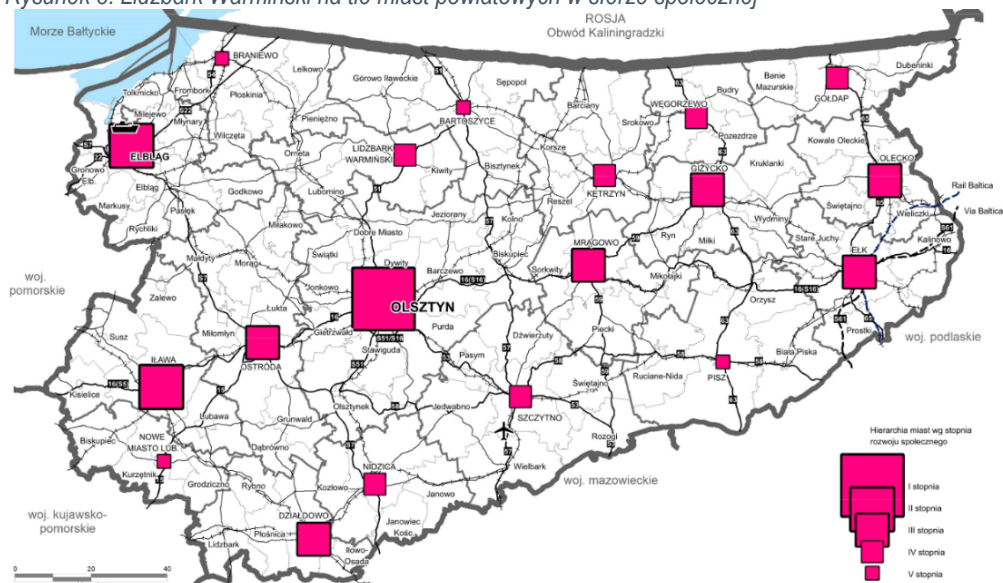 Rysunek 6. Lidzbark Warmiński na tle miast powiatowych w sferze społecznej
Morze Bałtyckie
ROSJA
Obwód Kaliningradzki
BRANIEWO
Frombork
Tolkmicko
Płoskinia
Lelkowo
Górowo Iławeckie
Sępopol
Barciany
WĘGORZEWO
Budry
Banie
Mazurskie
GOŁDAP
Dubeninki
Milejewo
Młynary
Wilczęta
Pieniężno
BARTOSZYCE
Srokowo
Pozezdrze
Kowale Oleckie
ELBLĄG
Orneta
LIDZBARK
WARMIŃSKI
Kiwity
Bisztynek
Korsze
KĘTRZYN
GIŻYCKO
Kruklanki
OLECKO
Gronowo
Elb.
Elbląg
Godkowo
Lubomino
Reszel
Świętajno
Wieliczki
Rail Baltica
Via Baltica
Markusy
Pasłęk
Rychliki
Miłakowo
Jeziorany
Kolno
Wydminy
Dobre Miasto
MRĄGOWO
Ryn
Miłki
Stare Juchy
EŁK
Kalinowo
Małdyty
Morąg
Świątki
Dywity
Barczewo
Biskupiec
Sorkwity
Mikołajki
woj.
pomorskie
Zalewo
Łukta
Jonkowo
OLSZTYN
Orzysz
16(S16)
Susz
Miłomłyn
Gietrzwałd
Purda
Dźwierzuty
Piecki
Prostki
woj. podlaskie
IŁAWA
OSTRÓDA
Stawiguda
Pasym
Biała Piska
PISZ
Kisielice
16(S5)
Ruciane-Nida
Świętajno
Olsztynek
Jedwabno
SZCZYTNO
Biskupiec
Lubawa
Grunwald
Rozogi
NOWE
MIASTO LUB.
Dąbrówno
Wielbark
Kurzętnik
Grodziczno
Rybno
Kozłowo
NIDZICA
Janowo
woj. mazowieckie
woj. kujawsko-
pomorskie
DZIAŁDOWO
Płośnica
Lidzbark
Janowiec
Kośc.
Iłowo-
Osada
Hierarchia miast wg stopnia
rozwoju społecznego
I stopnia
II stopnia
III stopnia
IV stopnia
V stopnia
0 20 40